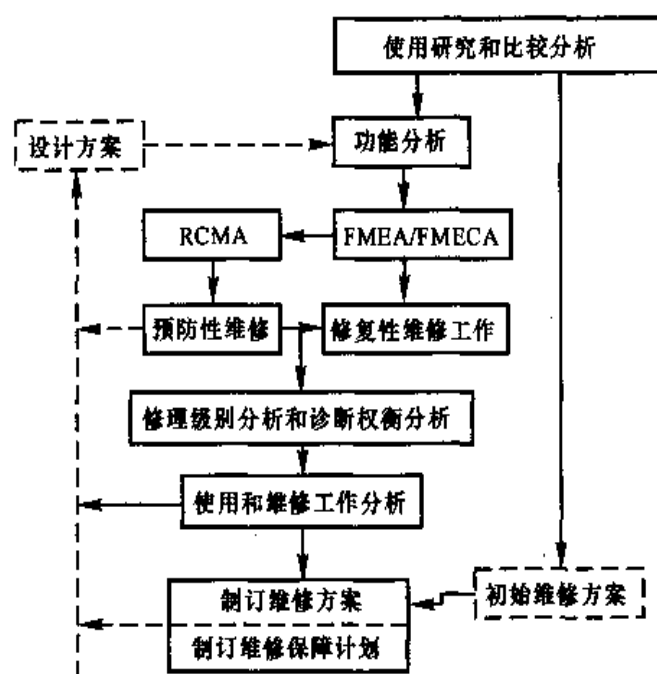 使用研究和比较分析
设计方案
功能分析
RCMA
FMEA/FMECA
预防性维修
修复性维修工作
修理级别分析和诊断权衡分析
使用和维修工作分析
制订维修方案
初始维修方案
制订维修保障计划